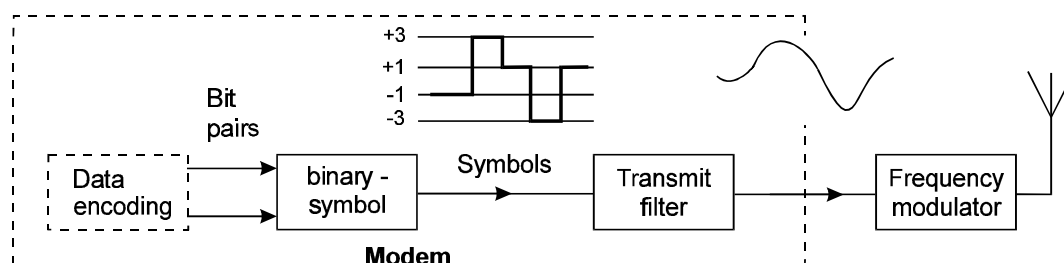 +3
+1
-1
-3
Bit
pairs
Data
encoding
binary -
symbol
Symbols
Transmit
filter
Frequency
modulator
Modem